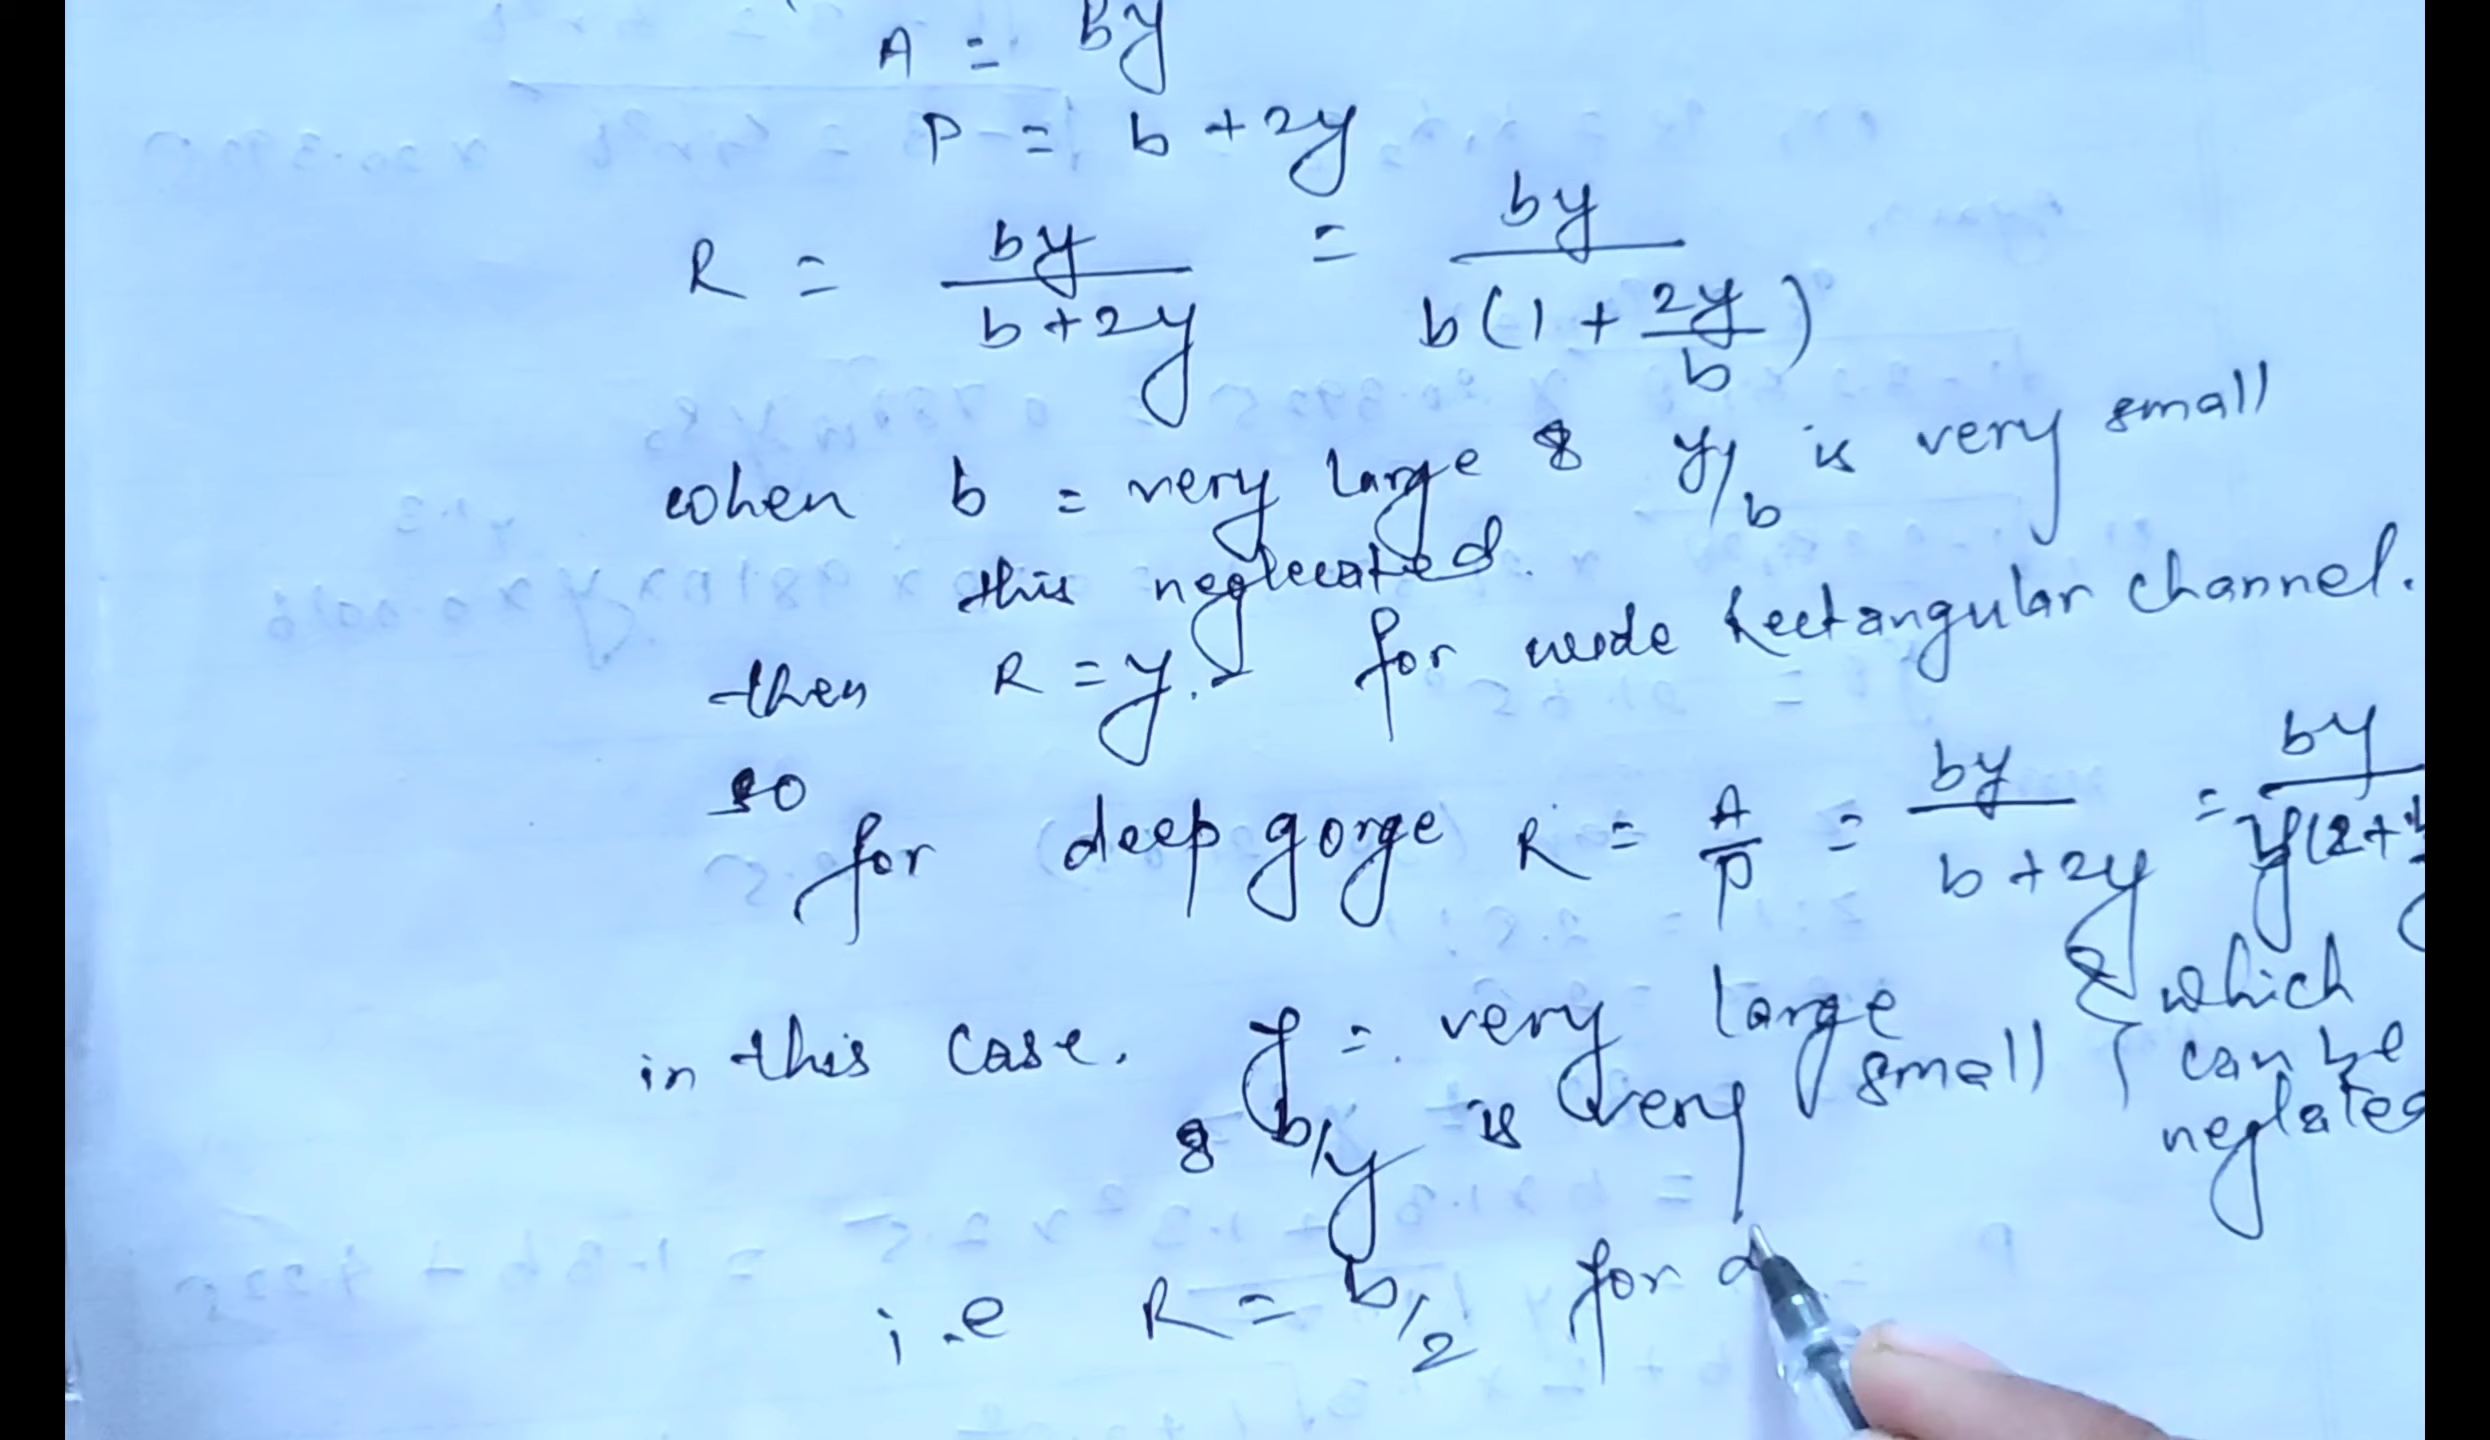 A = by
P = b + 2y
R = by / b+2y = by / b(1 + 2y/b)
when b = very large & y/b is very small
this neglecated.
then R = y. for wide Rectangular channel.
so
for deep gorge R = A/P = by / b+2y = by / y(2+
in this case. y = very large & which
& b/y is very small can be
neglated
i.e R = b/2 for d